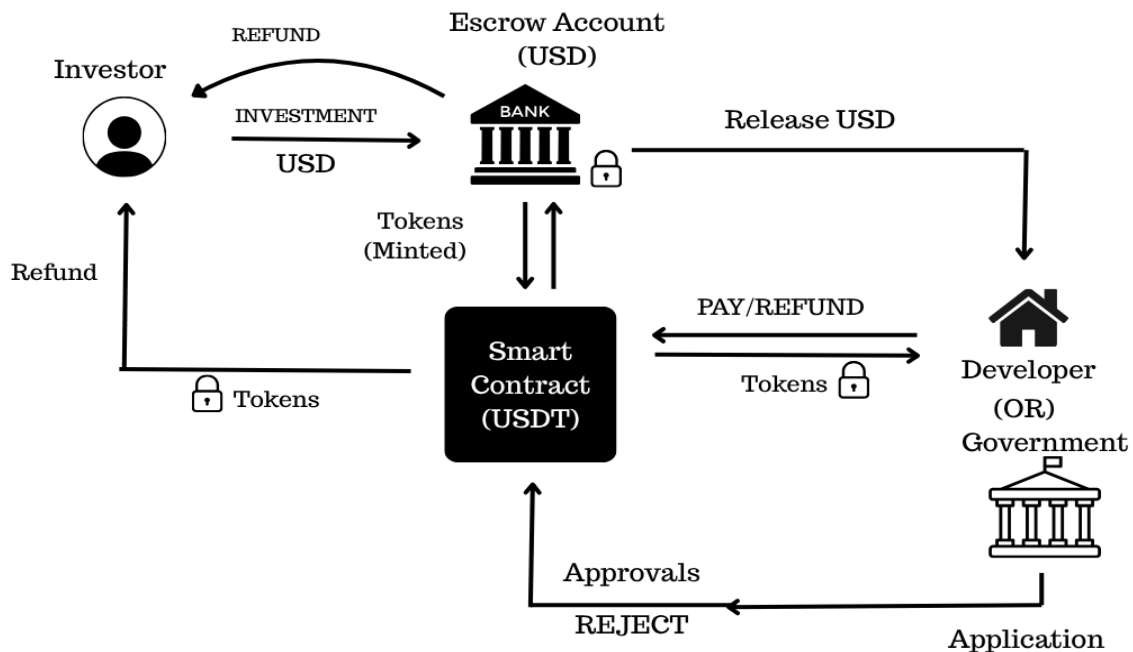 Escrow Account
(USD)
REFUND
Investor
BANK
INVESTMENT
USD
Release USD
Tokens
(Minted)
Refund
PAY/REFUND
Smart
Contract
(USDT)
Tokens
Tokens
Developer
(OR)
Government
Approvals
REJECT
Application